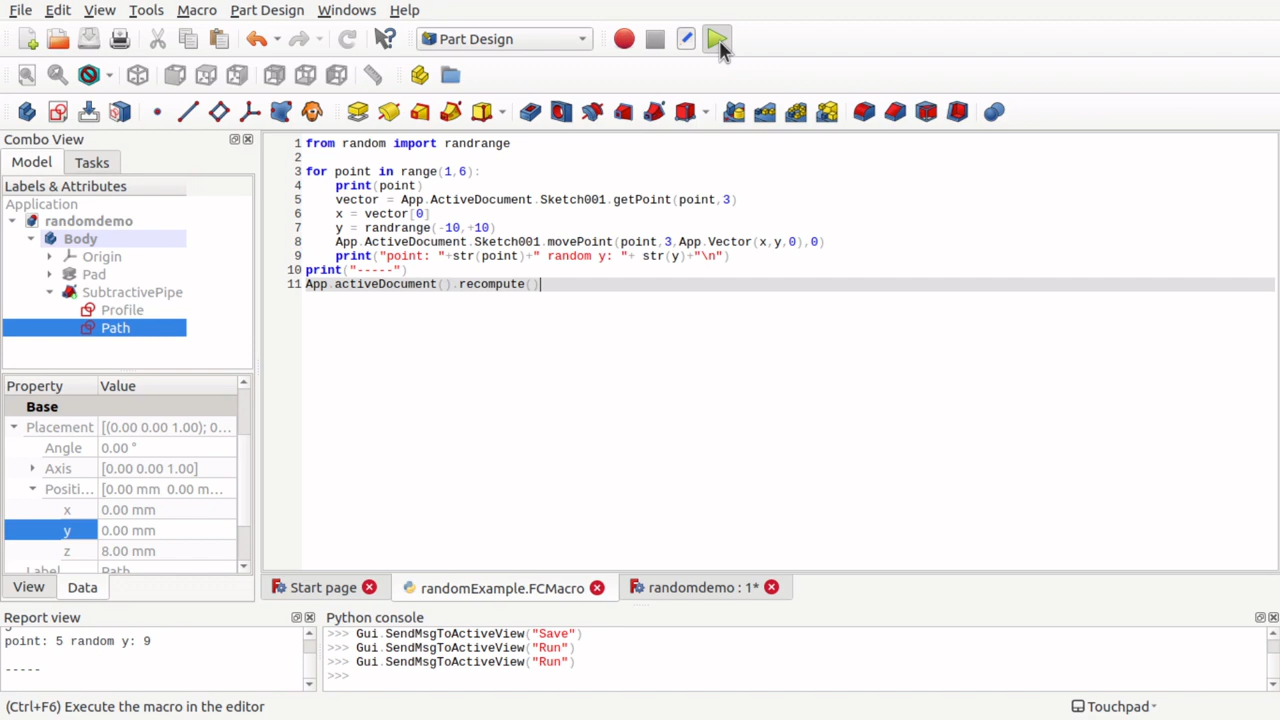 File Edit View Tools Macro Part Design Windows Help
Part Design
Combo View
Model Tasks
Labels & Attributes
Application
randomdemo
Body
Origin
Pad
SubtractivePipe
Profile
Path
Property Value
Base
Placement [(0.00 0.00 1.00); 0...
Angle 0.00 °
Axis [0.00 0.00 1.00]
Positi... [0.00 mm 0.00 m...
x 0.00 mm
y 0.00 mm
z 8.00 mm
View Data
1 from random import randrange
2
3 for point in range(1,6):
4 print(point)
5 vector = App.ActiveDocument.Sketch001.getPoint(point,3)
6 x = vector[0]
7 y = randrange(-10,+10)
8 App.ActiveDocument.Sketch001.movePoint(point,3,App.Vector(x,y,0),0)
9 print("point: "+str(point)+" random y: "+ str(y)+"\n")
10 print("-----")
11 App.activeDocument().recompute()
Start page randomExample.FCMacro randomdemo : 1*
Report view
point: 5 random y: 9
-----
Python console
>>> Gui.SendMsgToActiveView("Save")
>>> Gui.SendMsgToActiveView("Run")
>>> Gui.SendMsgToActiveView("Run")
>>>
(Ctrl+F6) Execute the macro in the editor
Touchpad